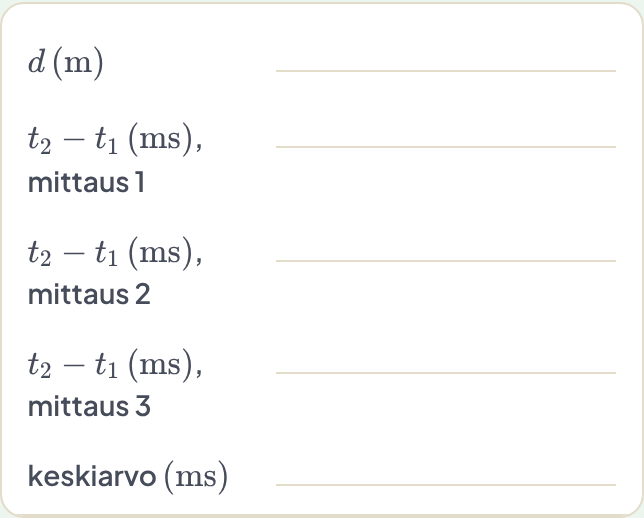 d (m)
t₂ − t₁ (ms),
mittaus 1
t₂ − t₁ (ms),
mittaus 2
t₂ − t₁ (ms),
mittaus 3
keskiarvo (ms)